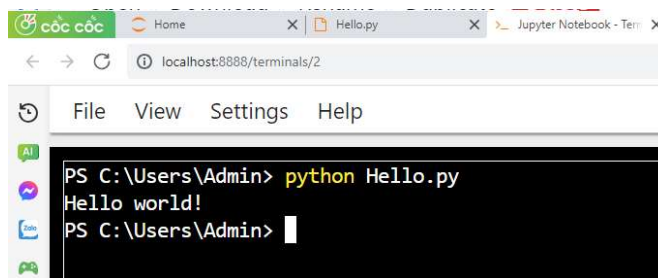 cốc cốc
Home
Hello.py
Jupyter Notebook - Term
localhost:8888/terminals/2
File View Settings Help
AI
PS C:\Users\Admin> python Hello.py
Hello world!
Zalo
PS C:\Users\Admin>